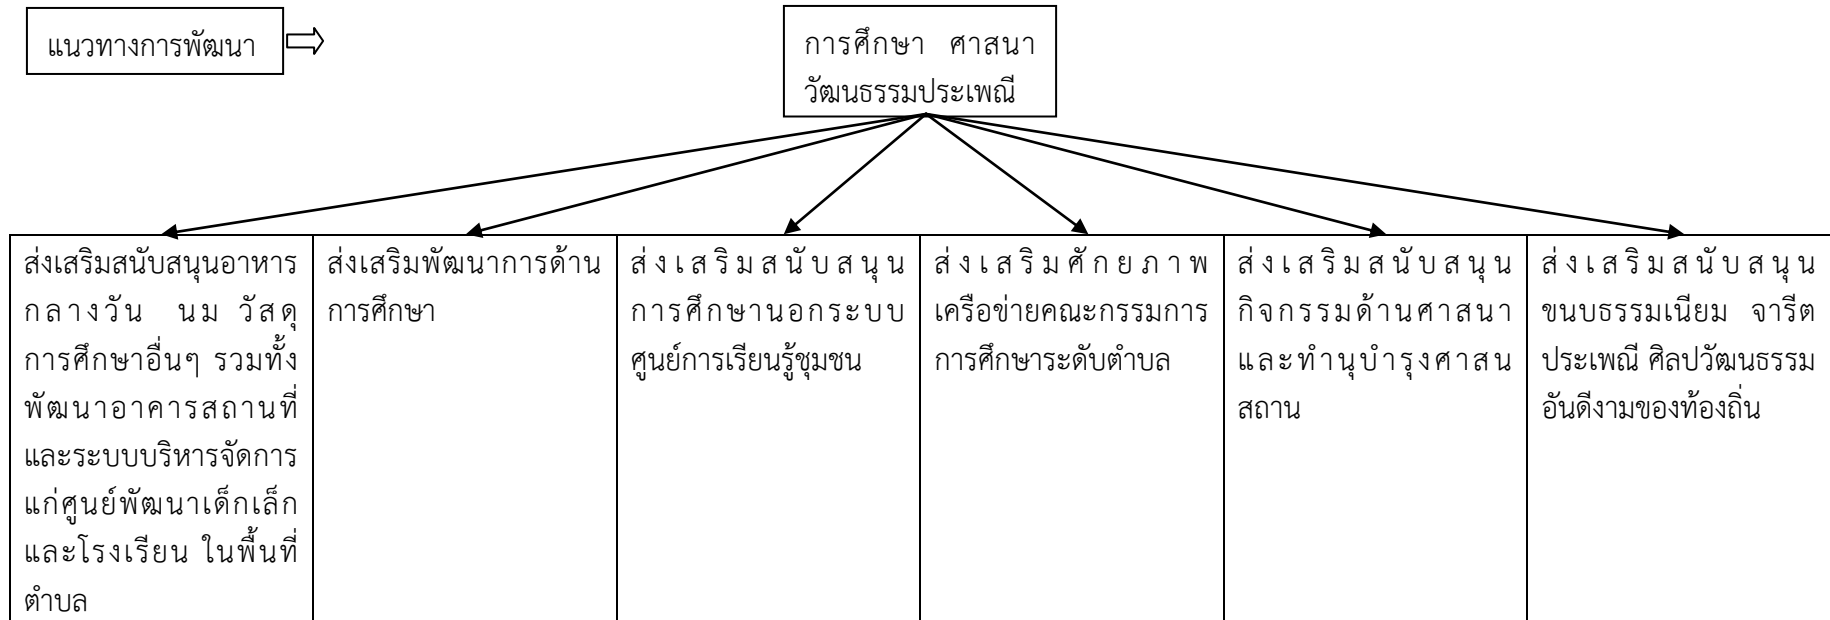 แนวทางการพัฒนา
การศึกษา ศาสนา
วัฒนธรรมประเพณี
ส่งเสริมสนับสนุนอาหาร
กลางวัน นม วัสดุ
การศึกษาอื่นๆ รวมทั้ง
พัฒนาอาคารสถานที่
และระบบบริหารจัดการ
แก่ศูนย์พัฒนาเด็กเล็ก
และโรงเรียน ในพื้นที่
ตำบล
ส่งเสริมพัฒนาการด้าน
การศึกษา
ส่งเสริมสนับสนุน
การศึกษานอกระบบ
ศูนย์การเรียนรู้ชุมชน
ส่งเสริมศักยภาพ
เครือข่ายคณะกรรมการ
การศึกษาระดับตำบล
ส่งเสริมสนับสนุน
กิจกรรมด้านศาสนา
และทำนุบำรุงศาสน
สถาน
ส่งเสริมสนับสนุน
ขนบธรรมเนียม จารีต
ประเพณี ศิลปวัฒนธรรม
อันดีงามของท้องถิ่น